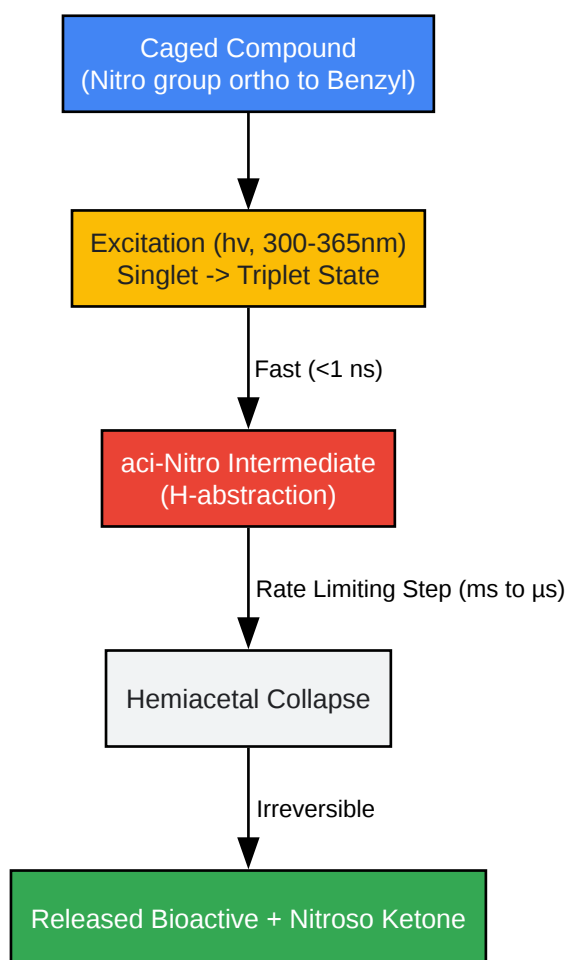 Caged Compound
(Nitro group ortho to Benzyl)
Excitation (hv, 300-365nm)
Singlet -> Triplet State
Fast (<1 ns)
aci-Nitro Intermediate
(H-abstraction)
Rate Limiting Step (ms to µs)
Hemiacetal Collapse
Irreversible
Released Bioactive + Nitroso Ketone